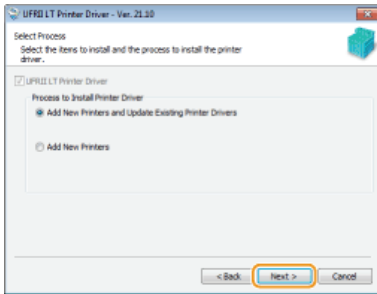 UFRII LT Printer Driver - Ver. 21.10
Select Process
Select the items to install and the process to install the printer
driver.
UFRII LT Printer Driver
Process to Install Printer Driver
Add New Printers and Update Existing Printer Drivers
Add New Printers
< Back
Next >
Cancel